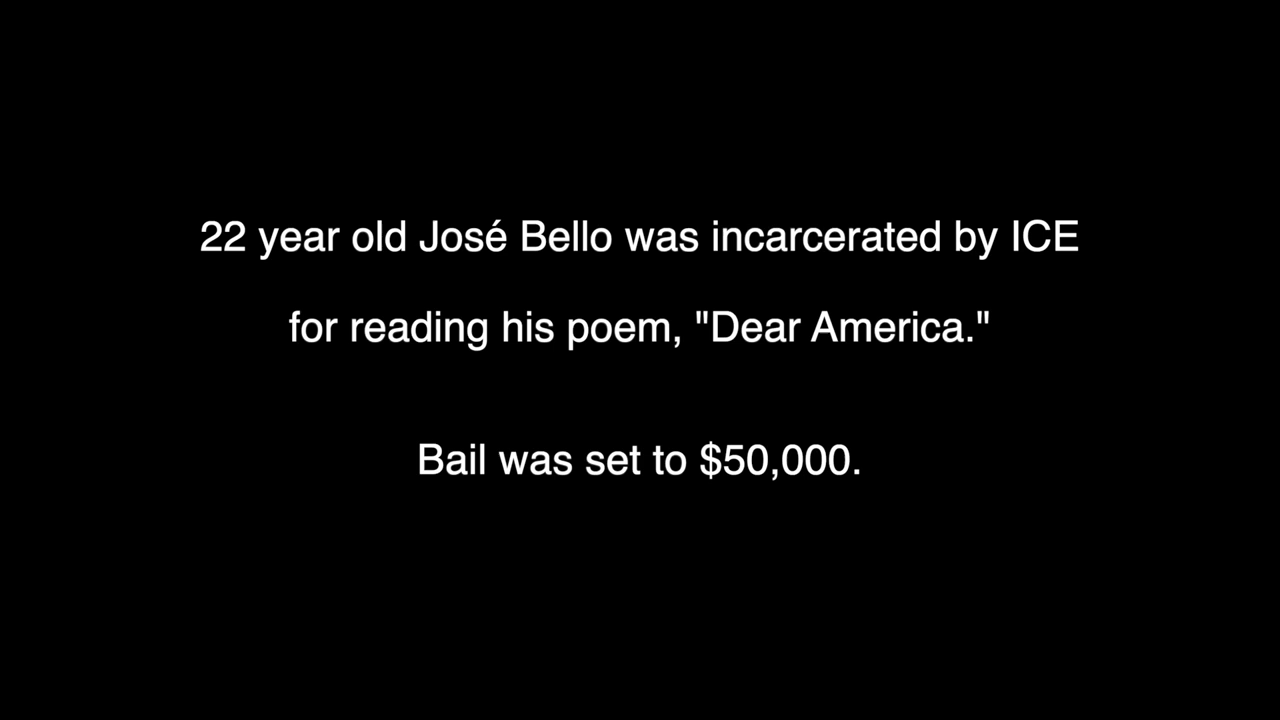 22 year old José Bello was incarcerated by ICE
for reading his poem, "Dear America."
Bail was set to $50,000.